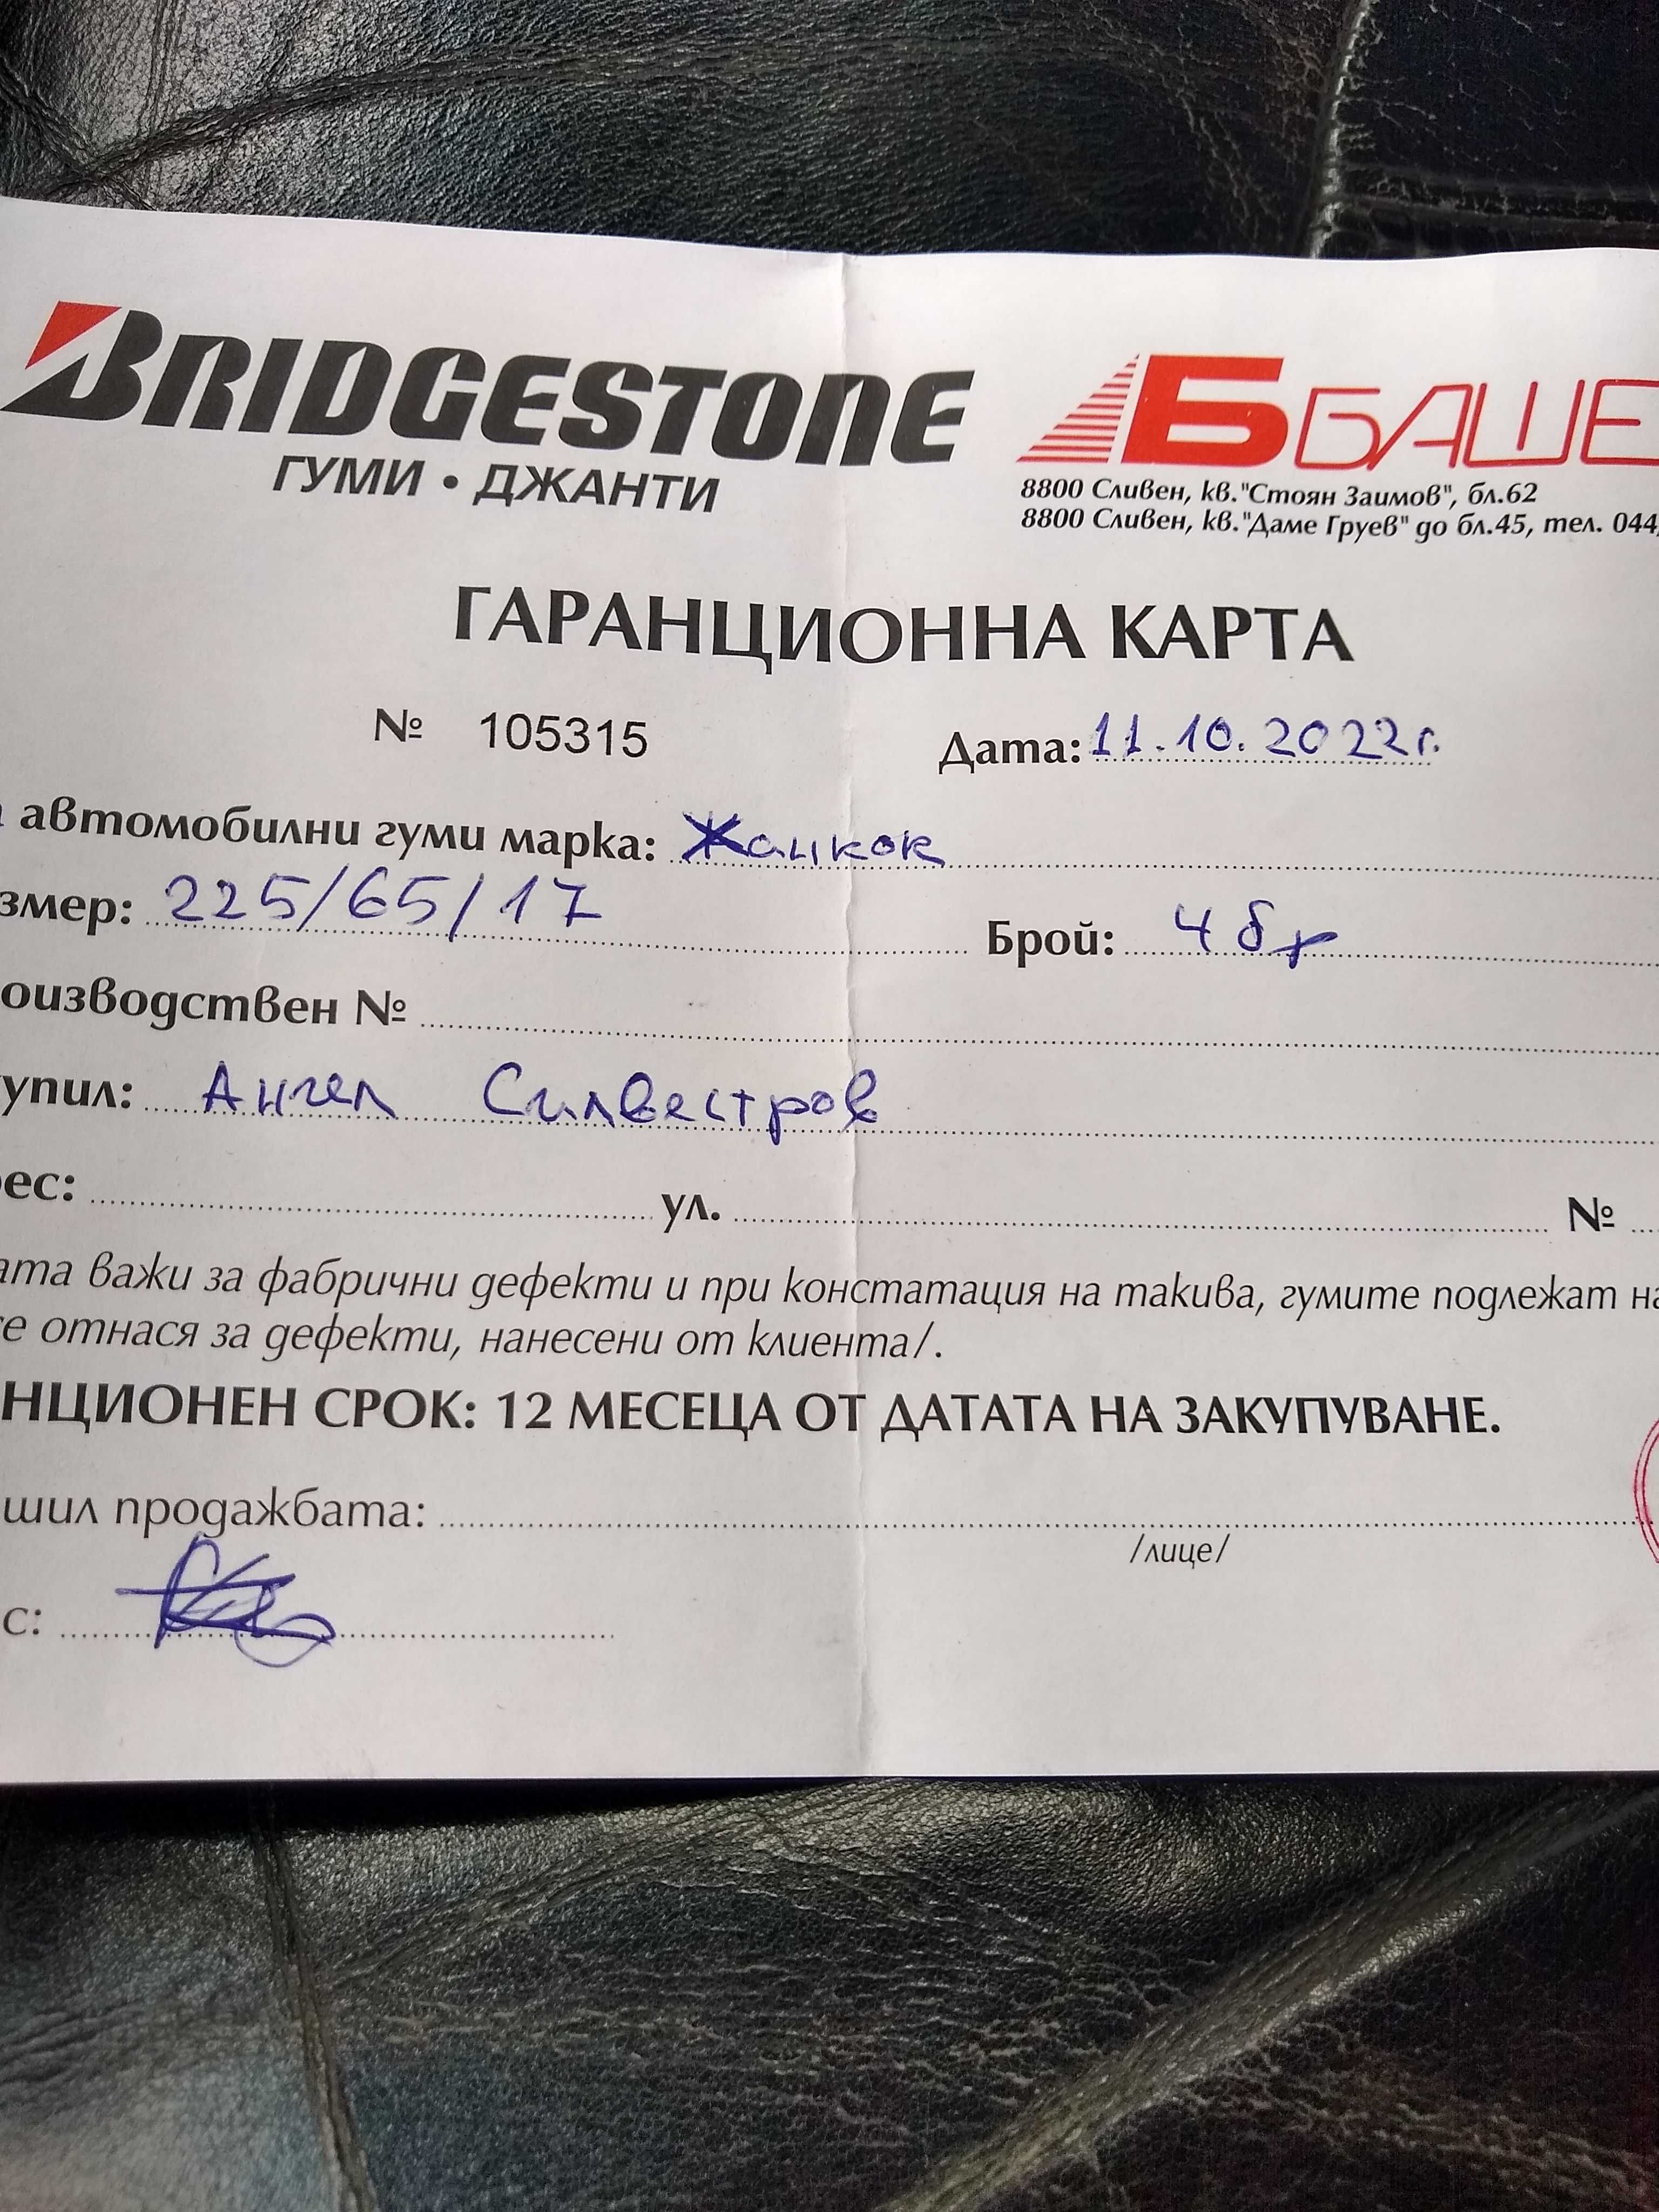 BRIDGESTONE
ГУМИ • ДЖАНТИ
Б БАШЕ
8800 Сливен, кв."Стоян Заимов", бл.62
8800 Сливен, кв."Даме Груев" до бл.45, тел. 044
ГАРАНЦИОННА КАРТА
№ 105315
Дата: 11.10.2022г.
автомобилни гуми марка: Ханкок
змер: 225/65/17
Брой: 4бр
оизводствен №
упил: Ангел Силвестров
ес: ул. №
ата важи за фабрични дефекти и при констатация на такива, гумите подлежат на
се отнася за дефекти, нанесени от клиента/.
НЦИОНЕН СРОК: 12 МЕСЕЦА ОТ ДАТАТА НА ЗАКУПУВАНЕ.
шил продажбата:
/лице/
с: